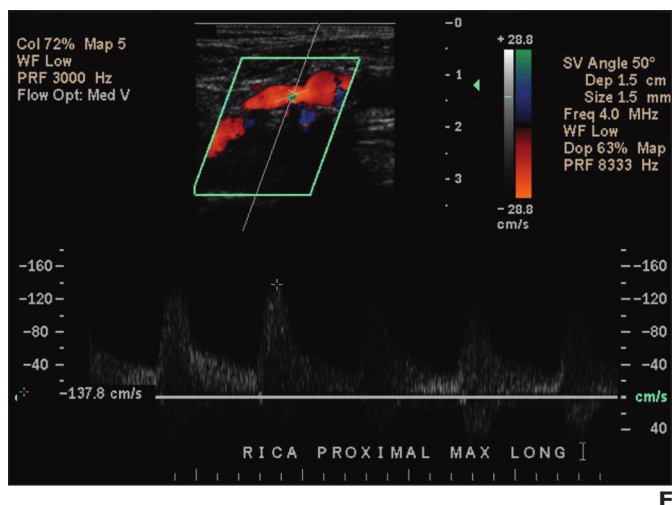 Col 72% Map 5
WF Low
PRF 3000 Hz
Flow Opt: Med V
-0
- 1
- 2
- 3
+ 28.8
- 28.8
cm/s
SV Angle 50°
Dep 1.5 cm
Size 1.5 mm
Freq 4.0 MHz
WF Low
Dop 63% Map
PRF 8333 Hz
-160
-120
-80
-40
-137.8 cm/s
-160
-120
-80
-40
cm/s
40
RICA PROXIMAL MAX LONG